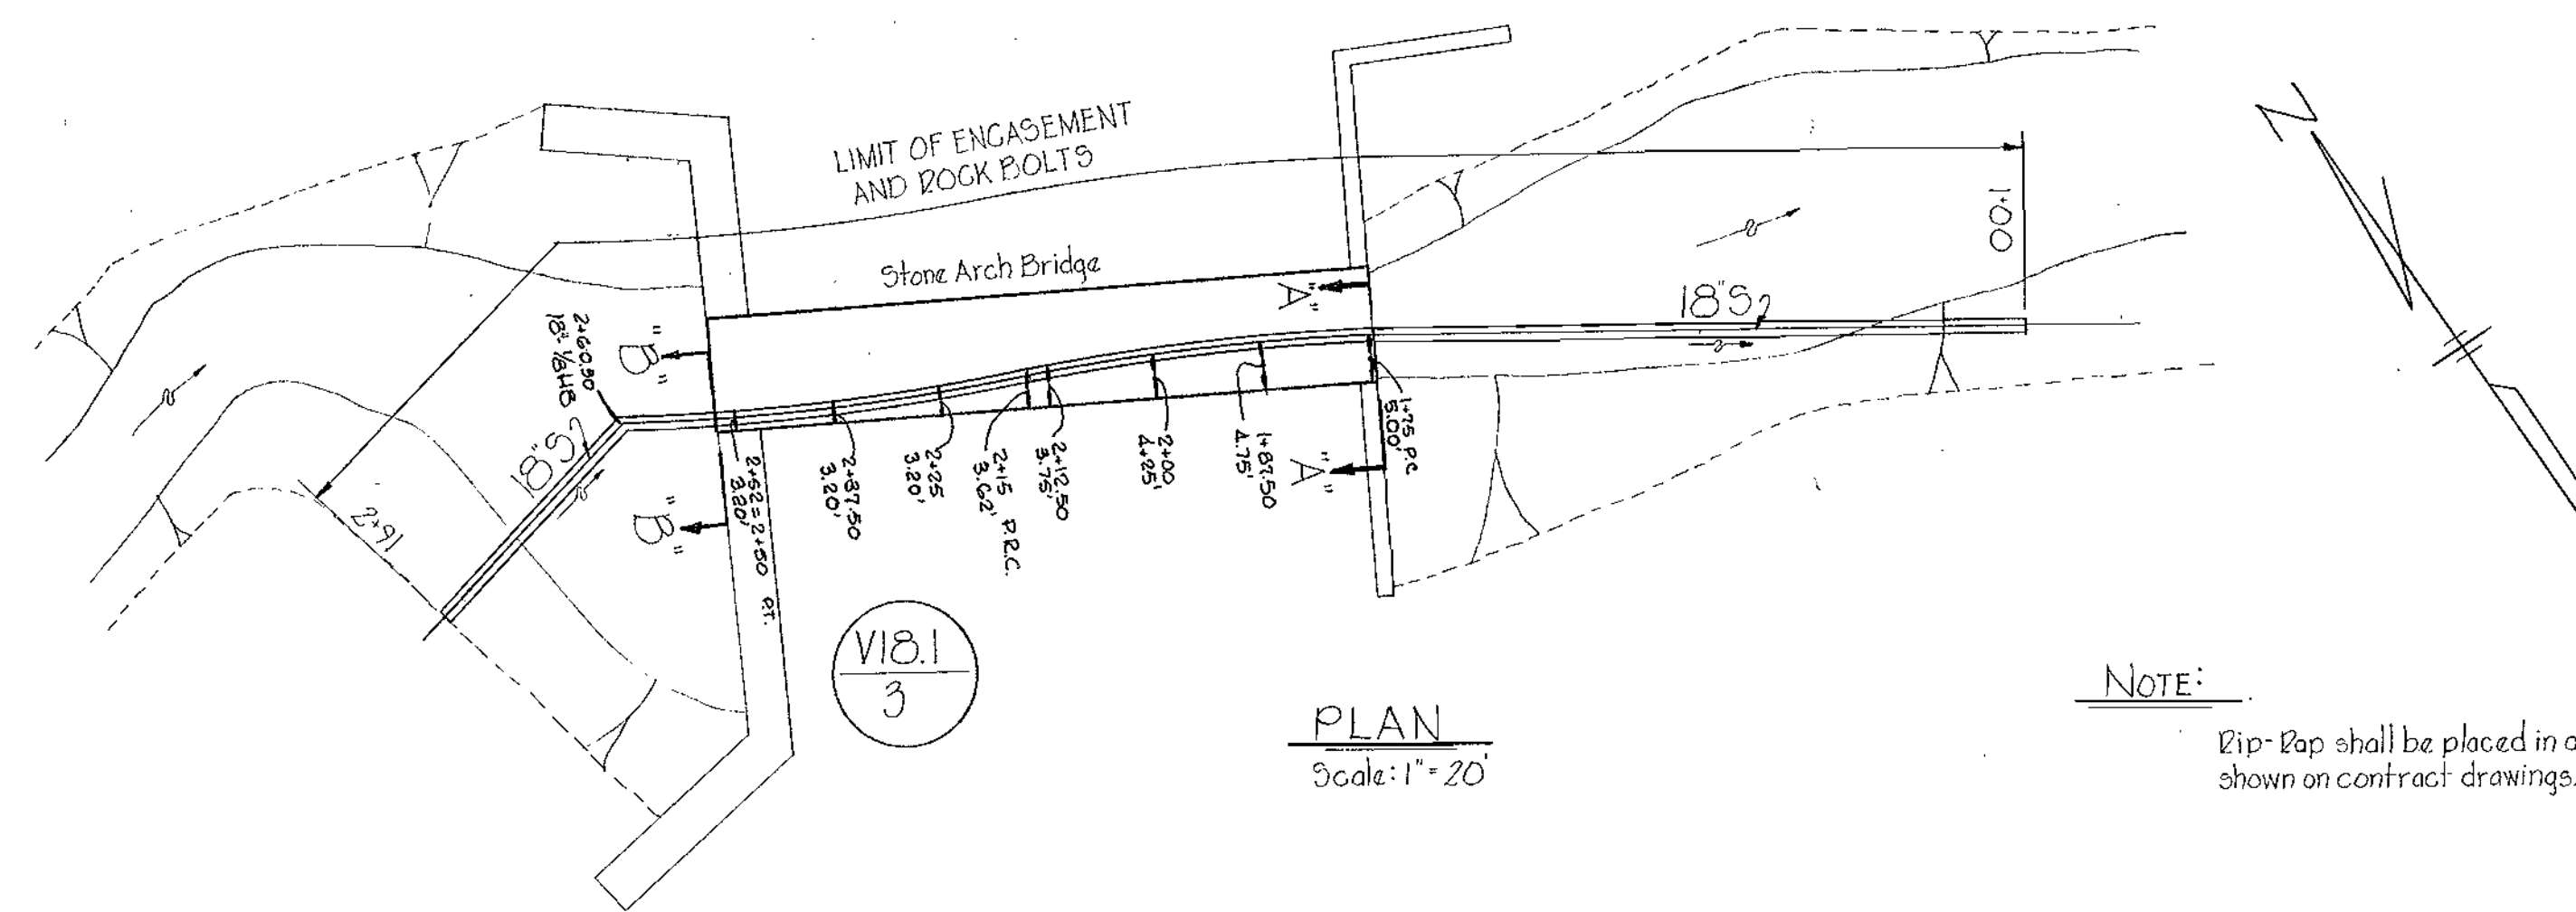 LIMIT OF ENCASEMENT
AND ROCK BOLTS
Stone Arch Bridge
N
1+00
18"S
18"S
2+60.50
18"-1/8HB
"B"
"B"
"A"
"A"
2+91
2+52=2+50 P.T.
3.20'
2+37.50
3.20'
2+25
3.20'
2+15 P.R.C.
3.62'
2+12.50
3.75'
2+00
4.25'
1+87.50
4.75'
1+75 P.C
5.00'
V18.1
3
PLAN
Scale: 1"=20'
NOTE:
Rip-Rap shall be placed in a
shown on contract drawings.